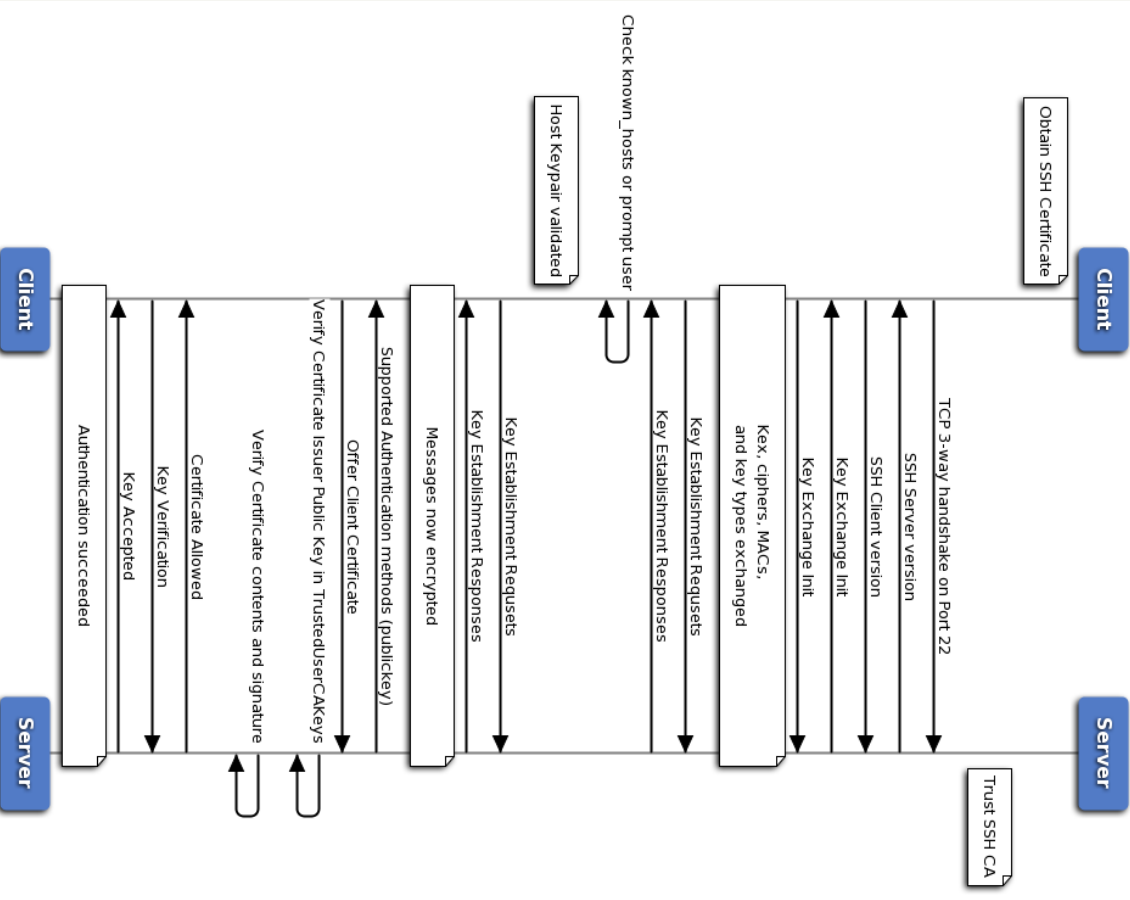 Client
Server
Obtain SSH Certificate
Trust SSH CA
TCP 3-way handshake on Port 22
SSH Server version
SSH Client version
Key Exchange Init
Key Exchange Init
Kex, ciphers, MACs,
and key types exchanged
Key Establishment Requsets
Key Establishment Responses
Check known_hosts or prompt user
Host Keypair validated
Key Establishment Requsets
Key Establishment Responses
Messages now encrypted
Supported Authentication methods (publickey)
Offer Client Certificate
Verify Certificate Issuer Public Key in TrustedUserCAKeys
Verify Certificate contents and signature
Certificate Allowed
Key Verification
Key Accepted
Authentication succeeded
Client
Server